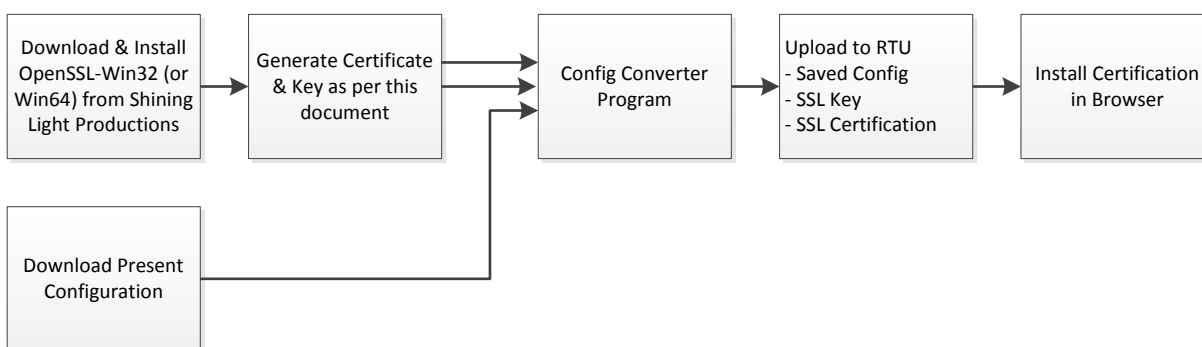 Download & Install
OpenSSL-Win32 (or
Win64) from Shining
Light Productions
Generate Certificate
& Key as per this
document
Config Converter
Program
Upload to RTU
- Saved Config
- SSL Key
- SSL Certification
Install Certification
in Browser
Download Present
Configuration